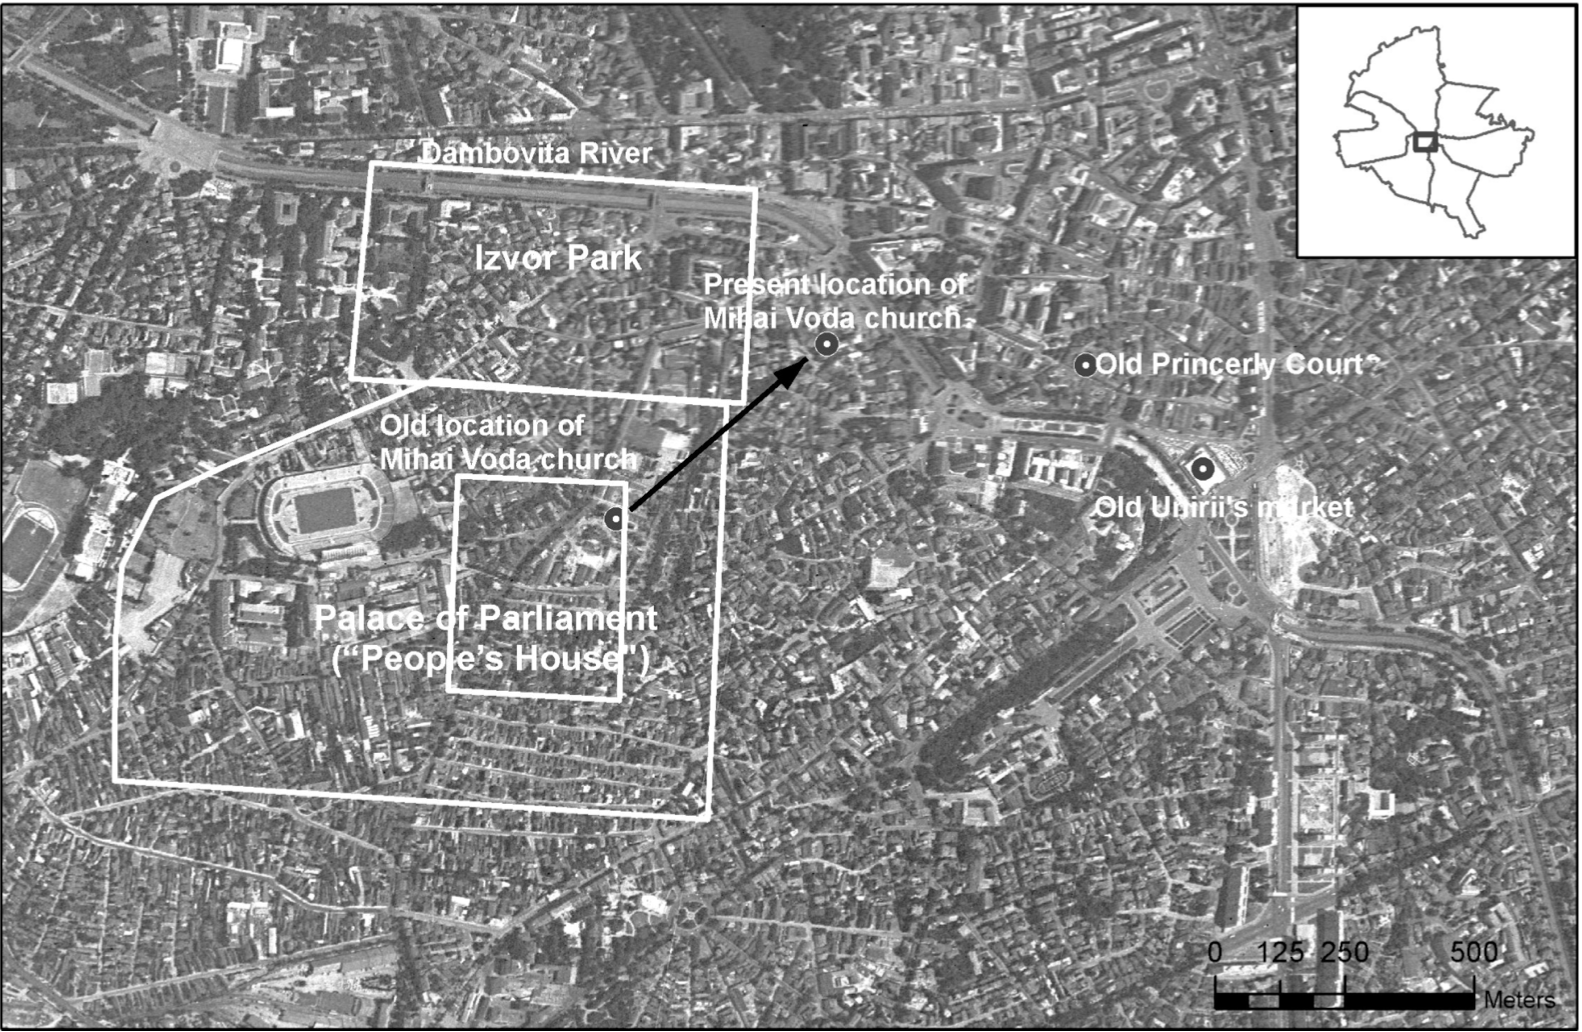 Dambovita River
Izvor Park
Present location of
Mihai Voda church
Old Princerly Court
Old location of
Mihai Voda church
Old Unirii's market
Palace of Parliament
(“People’s House")
0 125 250 500
Meters